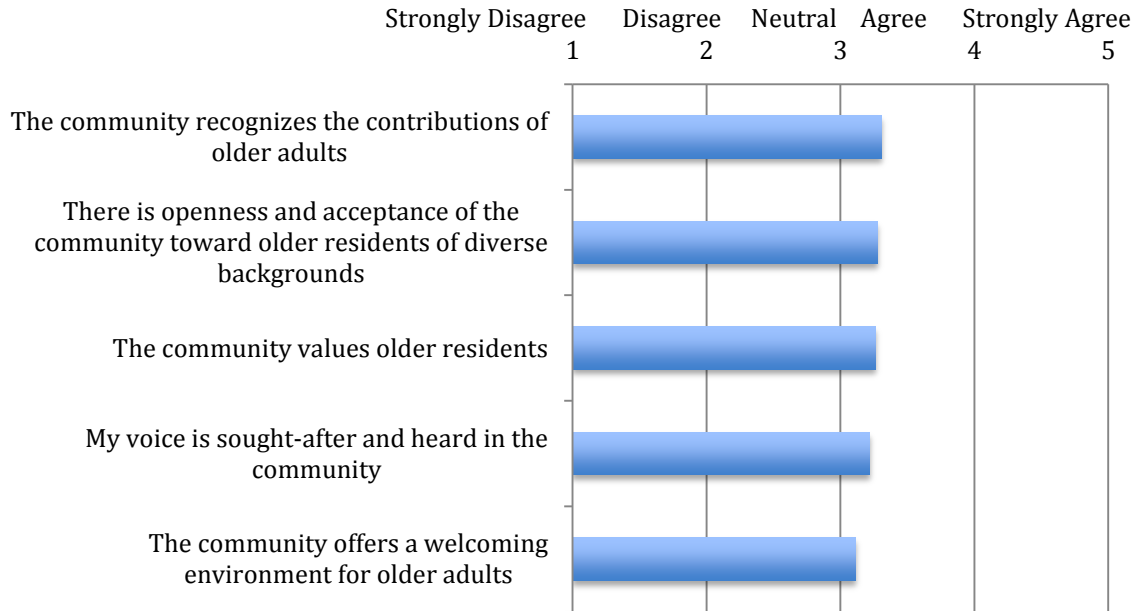 Strongly Disagree Disagree Neutral Agree Strongly Agree
1 2 3 4 5
The community recognizes the contributions of
older adults
There is openness and acceptance of the
community toward older residents of diverse
backgrounds
The community values older residents
My voice is sought-after and heard in the
community
The community offers a welcoming
environment for older adults